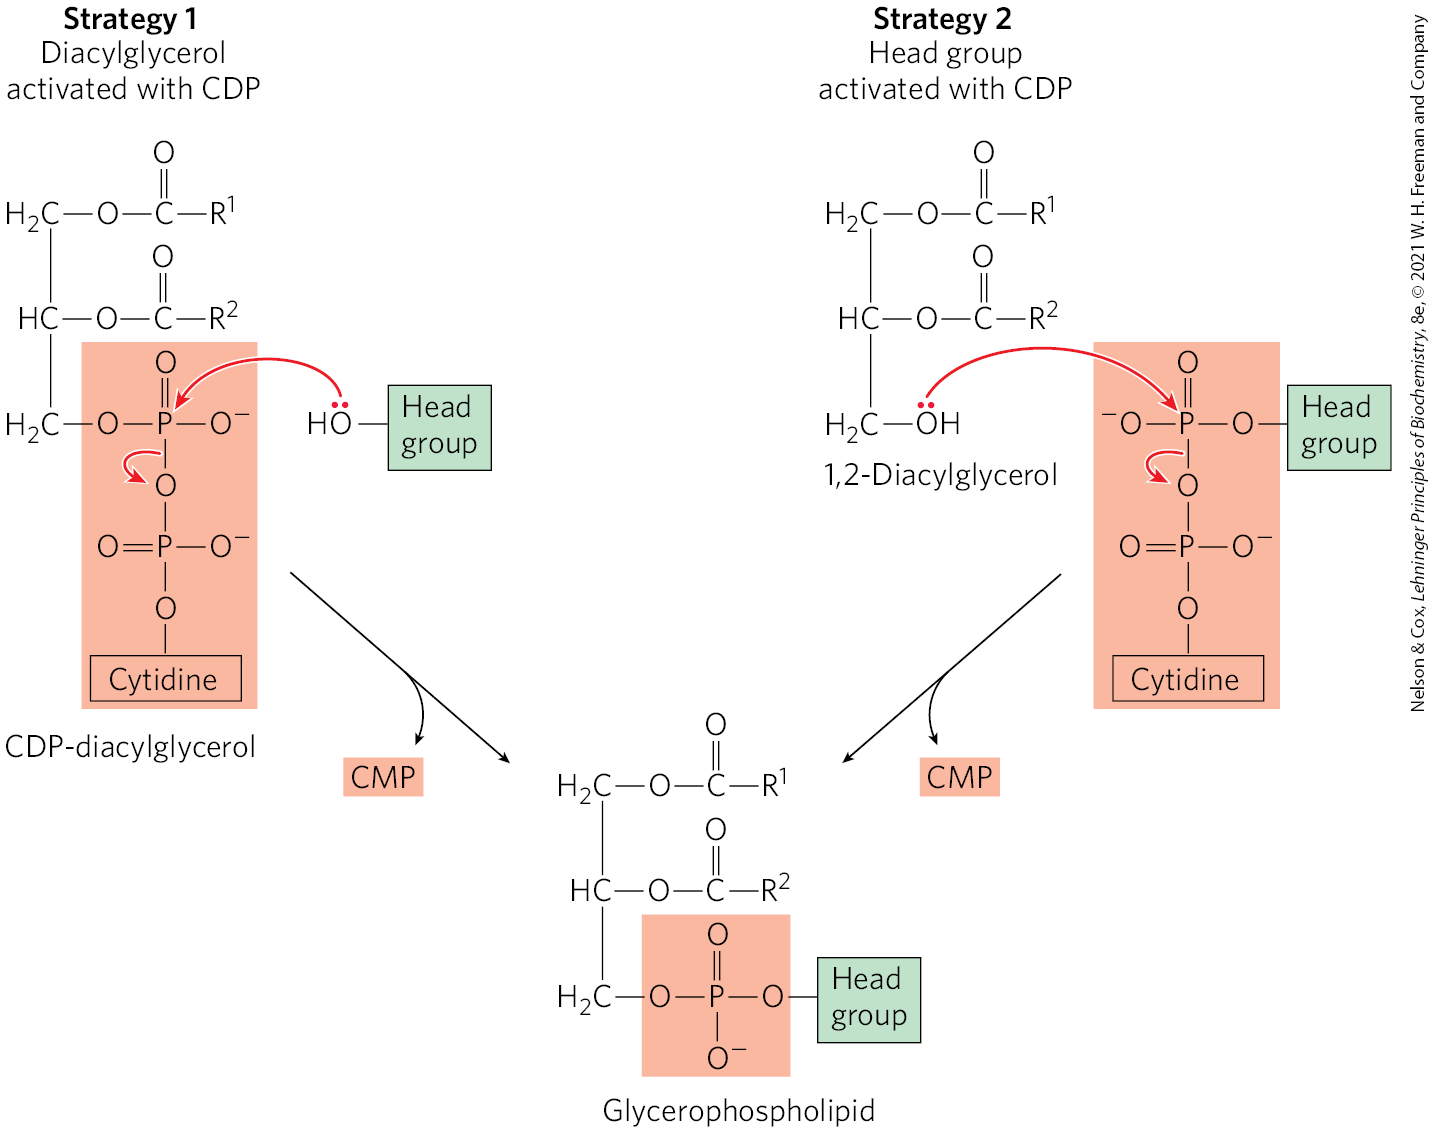 Strategy 1
Diacylglycerol
activated with CDP
O
H₂C—O—C—R¹
O
HC—O—C—R²
O
H₂C—O—P—O⁻
HO
Head
group
O
O=P—O⁻
O
Cytidine
CDP-diacylglycerol
CMP
Strategy 2
Head group
activated with CDP
O
H₂C—O—C—R¹
O
HC—O—C—R²
H₂C—OH
1,2-Diacylglycerol
O
⁻O—P—O
Head
group
O
O=P—O⁻
O
Cytidine
CMP
O
H₂C—O—C—R¹
O
HC—O—C—R²
O
H₂C—O—P—O
Head
group
O⁻
Glycerophospholipid
Nelson & Cox, Lehninger Principles of Biochemistry, 8e, © 2021 W. H. Freeman and Company